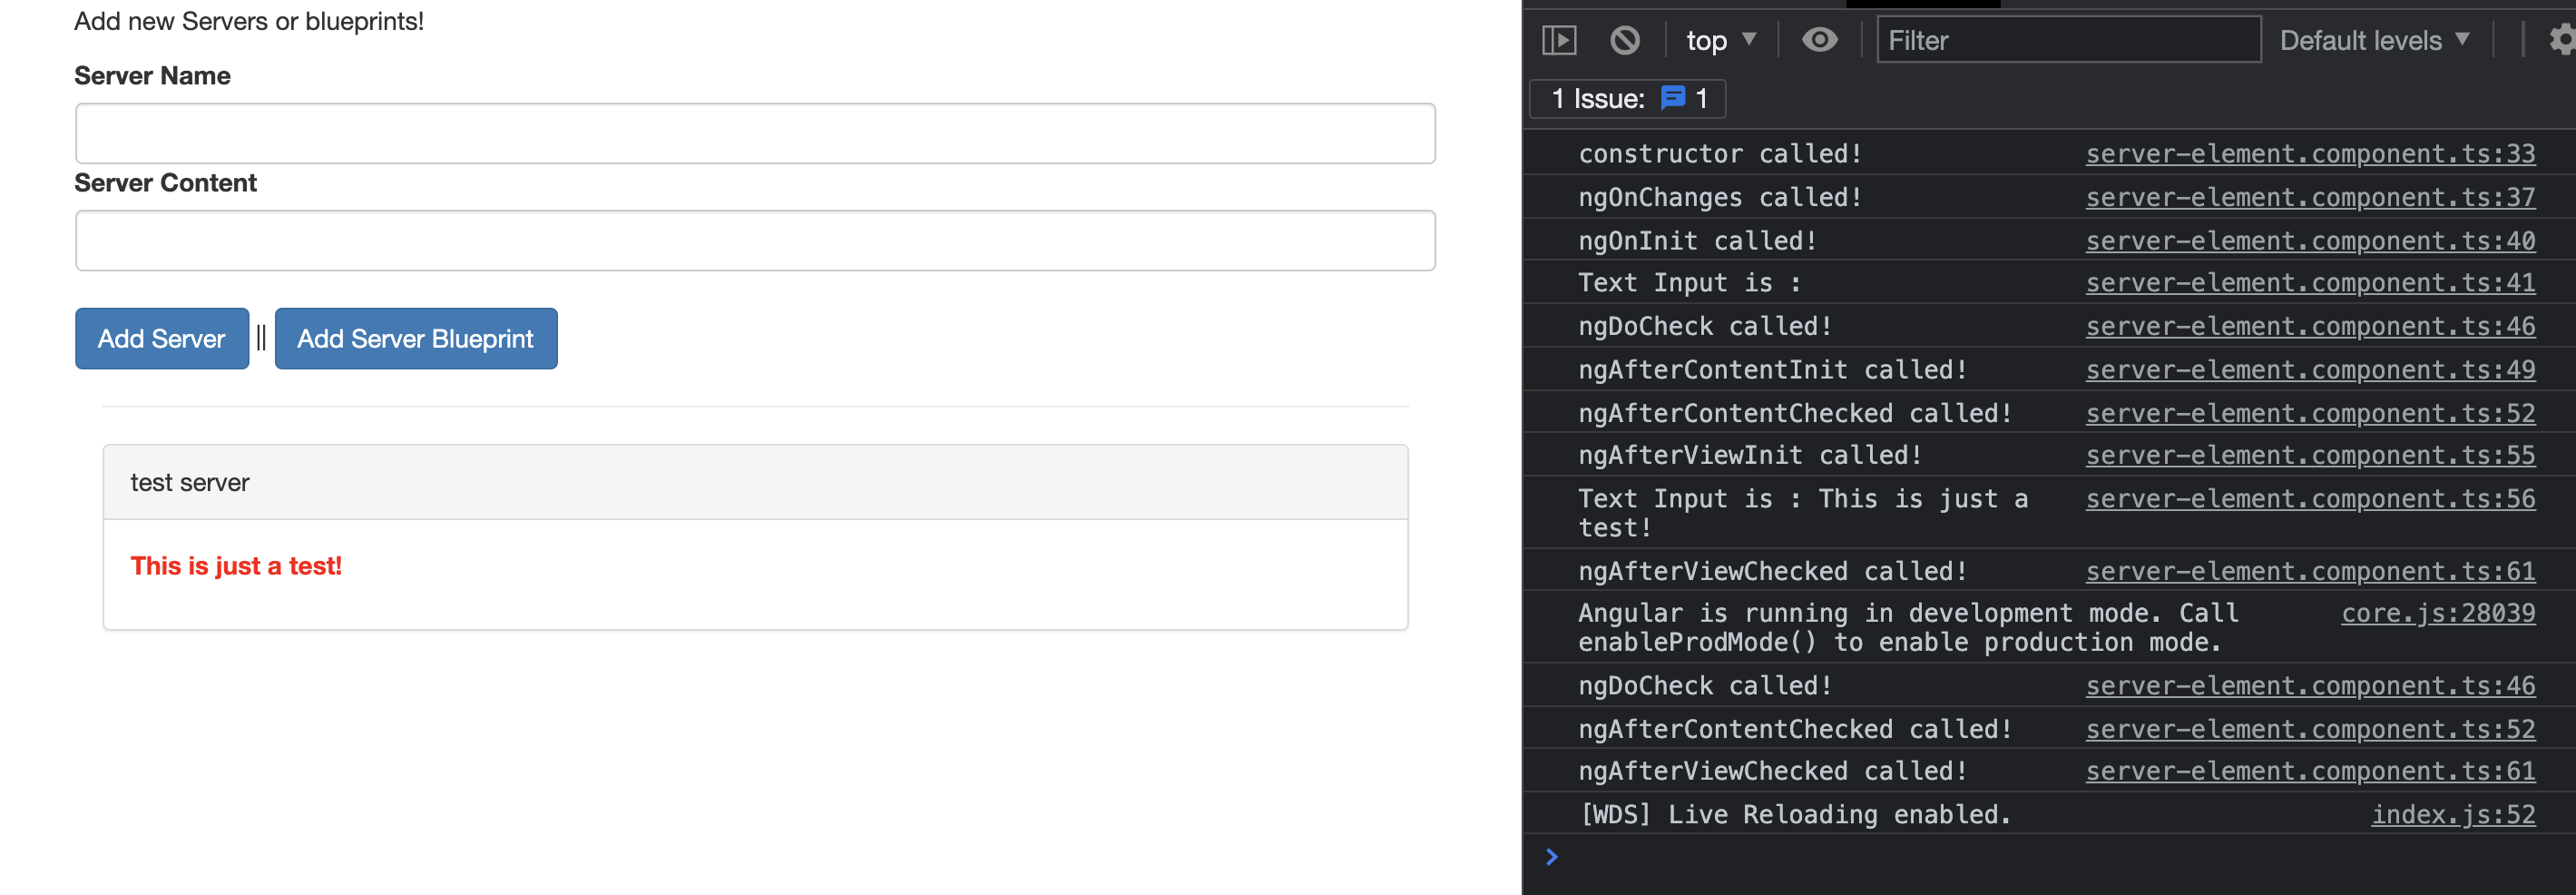 Add new Servers or blueprints!
Server Name
Server Content
Add Server || Add Server Blueprint
test server
This is just a test!
top ▼ Filter Default levels ▼
1 Issue: 1
constructor called! server-element.component.ts:33
ngOnChanges called! server-element.component.ts:37
ngOnInit called! server-element.component.ts:40
Text Input is : server-element.component.ts:41
ngDoCheck called! server-element.component.ts:46
ngAfterContentInit called! server-element.component.ts:49
ngAfterContentChecked called! server-element.component.ts:52
ngAfterViewInit called! server-element.component.ts:55
Text Input is : This is just a server-element.component.ts:56
test!
ngAfterViewChecked called! server-element.component.ts:61
Angular is running in development mode. Call core.js:28039
enableProdMode() to enable production mode.
ngDoCheck called! server-element.component.ts:46
ngAfterContentChecked called! server-element.component.ts:52
ngAfterViewChecked called! server-element.component.ts:61
[WDS] Live Reloading enabled. index.js:52